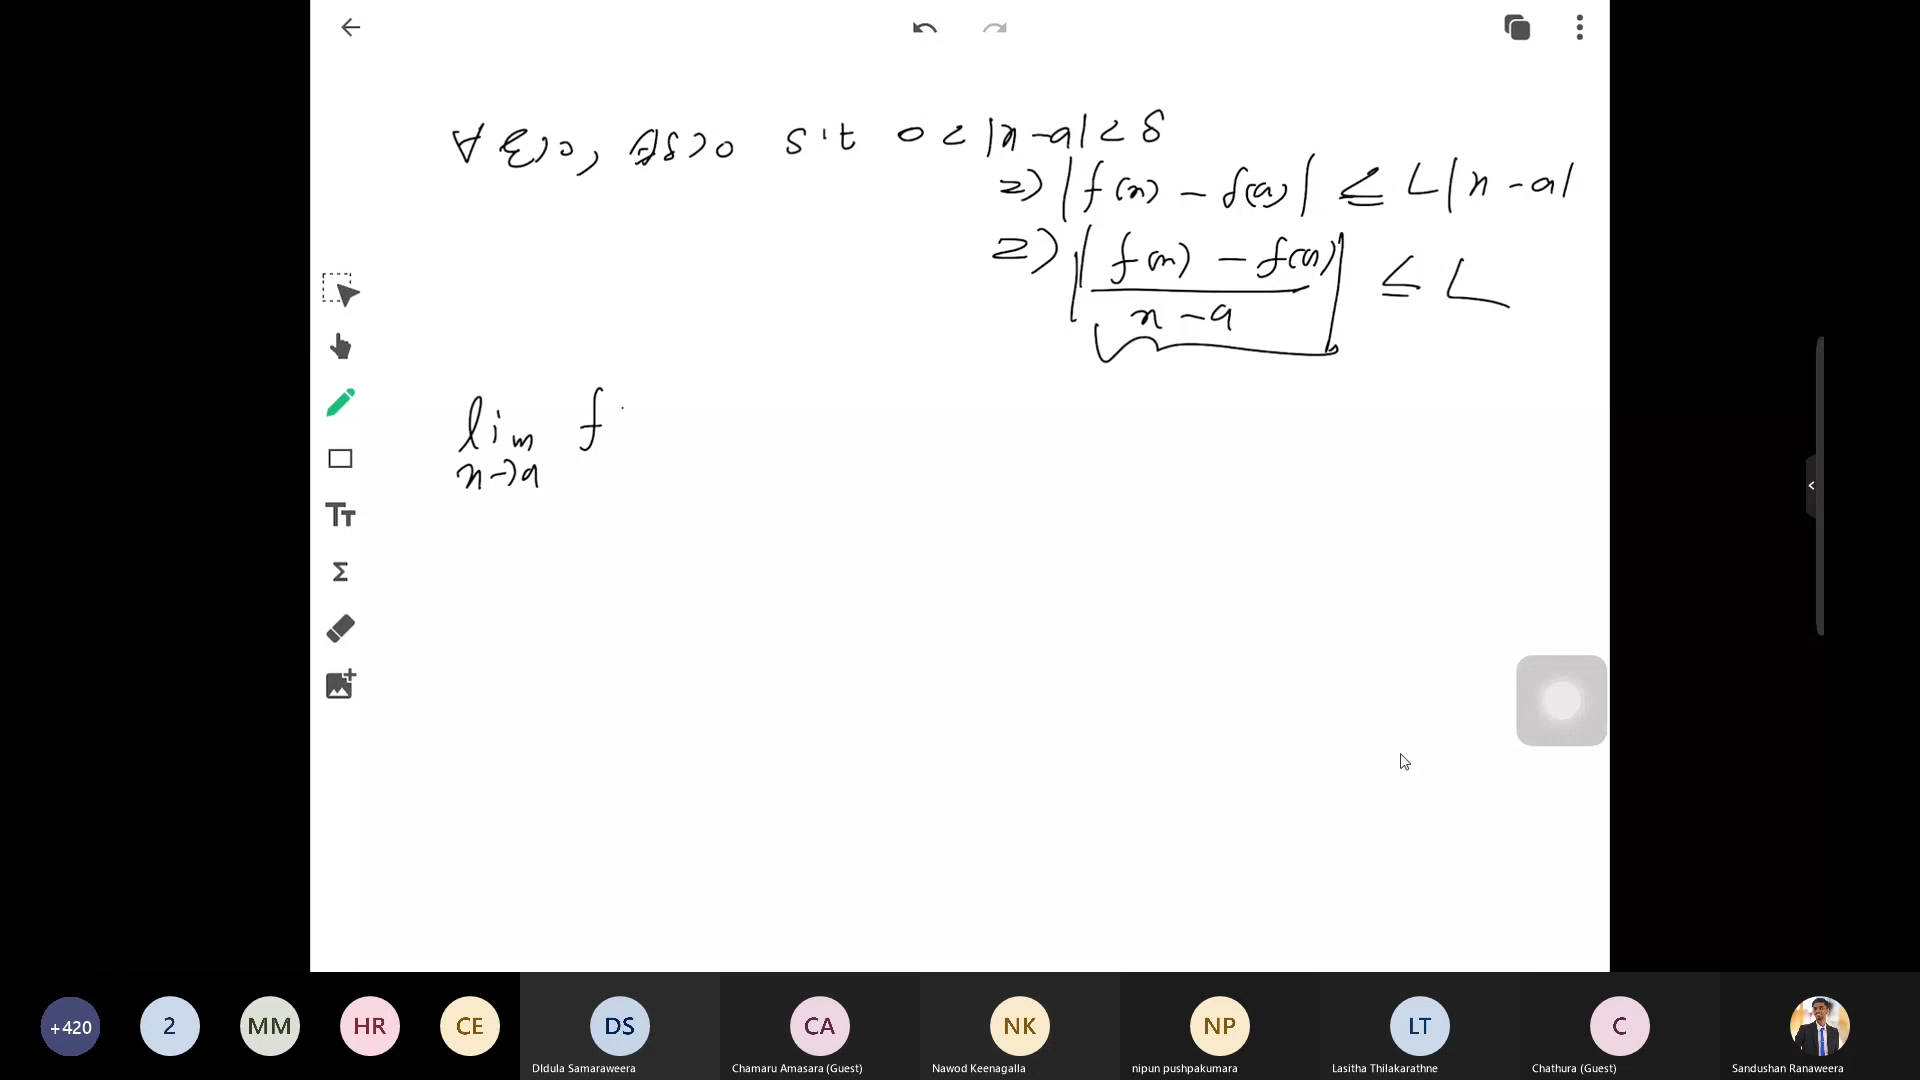 ∀ ε>0, ∃δ>0 s.t 0 < |x-a| < δ
⇒ |f(x) - f(a)| ≤ L|x-a|
⇒ |f(x) - f(a) / x-a| ≤ L
lim f
x→a
TT
Σ
+420
2
MM
HR
CE
DS
CA
NK
NP
LT
C
DIdula Samaraweera
Chamaru Amasara (Guest)
Nawod Keenagalla
nipun pushpakumara
Lasitha Thilakarathne
Chathura (Guest)
Sandushan Ranaweera